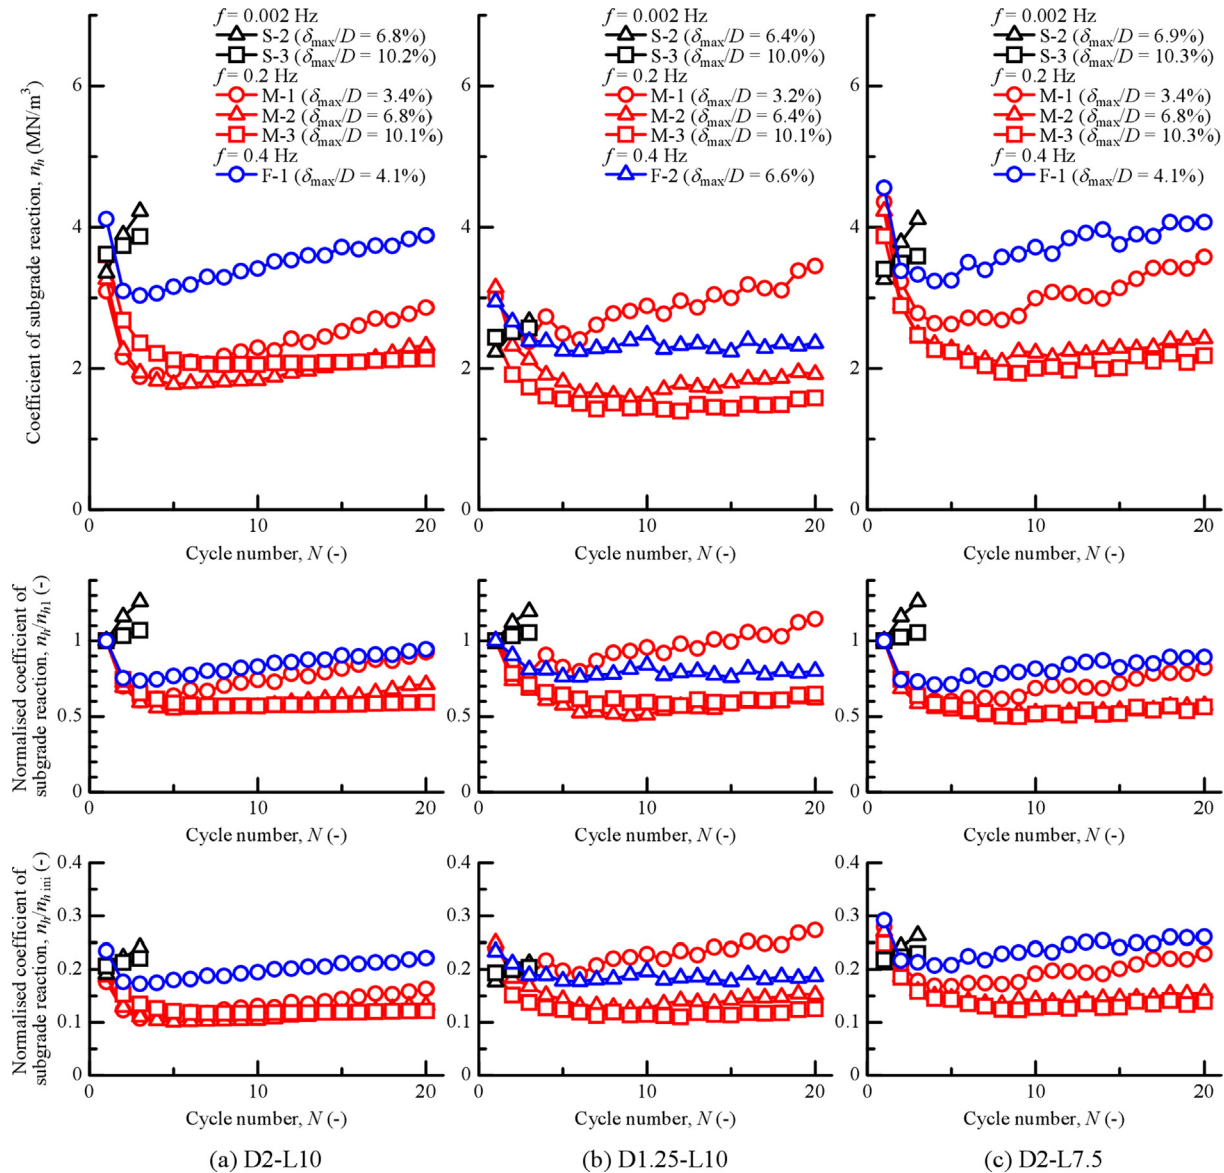 f = 0.002 Hz
S-2 (δmax/D = 6.8%)
S-3 (δmax/D = 10.2%)
f = 0.2 Hz
M-1 (δmax/D = 3.4%)
M-2 (δmax/D = 6.8%)
M-3 (δmax/D = 10.1%)
f = 0.4 Hz
F-1 (δmax/D = 4.1%)
Coefficient of subgrade reaction, nh (MN/m³)
6
4
2
0
0
10
20
Cycle number, N (-)
f = 0.002 Hz
S-2 (δmax/D = 6.4%)
S-3 (δmax/D = 10.0%)
f = 0.2 Hz
M-1 (δmax/D = 3.2%)
M-2 (δmax/D = 6.4%)
M-3 (δmax/D = 10.1%)
f = 0.4 Hz
F-2 (δmax/D = 6.6%)
6
4
2
0
0
10
20
Cycle number, N (-)
f = 0.002 Hz
S-2 (δmax/D = 6.9%)
S-3 (δmax/D = 10.3%)
f = 0.2 Hz
M-1 (δmax/D = 3.4%)
M-2 (δmax/D = 6.8%)
M-3 (δmax/D = 10.3%)
f = 0.4 Hz
F-1 (δmax/D = 4.1%)
6
4
2
0
0
10
20
Cycle number, N (-)
Normalised coefficient of
subgrade reaction, nh/nh1 (-)
1
0.5
0
0
10
20
Cycle number, N (-)
1
0.5
0
0
10
20
Cycle number, N (-)
1
0.5
0
0
10
20
Cycle number, N (-)
Normalised coefficient of
subgrade reaction, nh/nh ini (-)
0.4
0.3
0.2
0.1
0
0
10
20
Cycle number, N (-)
0.4
0.3
0.2
0.1
0
0
10
20
Cycle number, N (-)
0.4
0.3
0.2
0.1
0
0
10
20
Cycle number, N (-)
(a) D2-L10
(b) D1.25-L10
(c) D2-L7.5